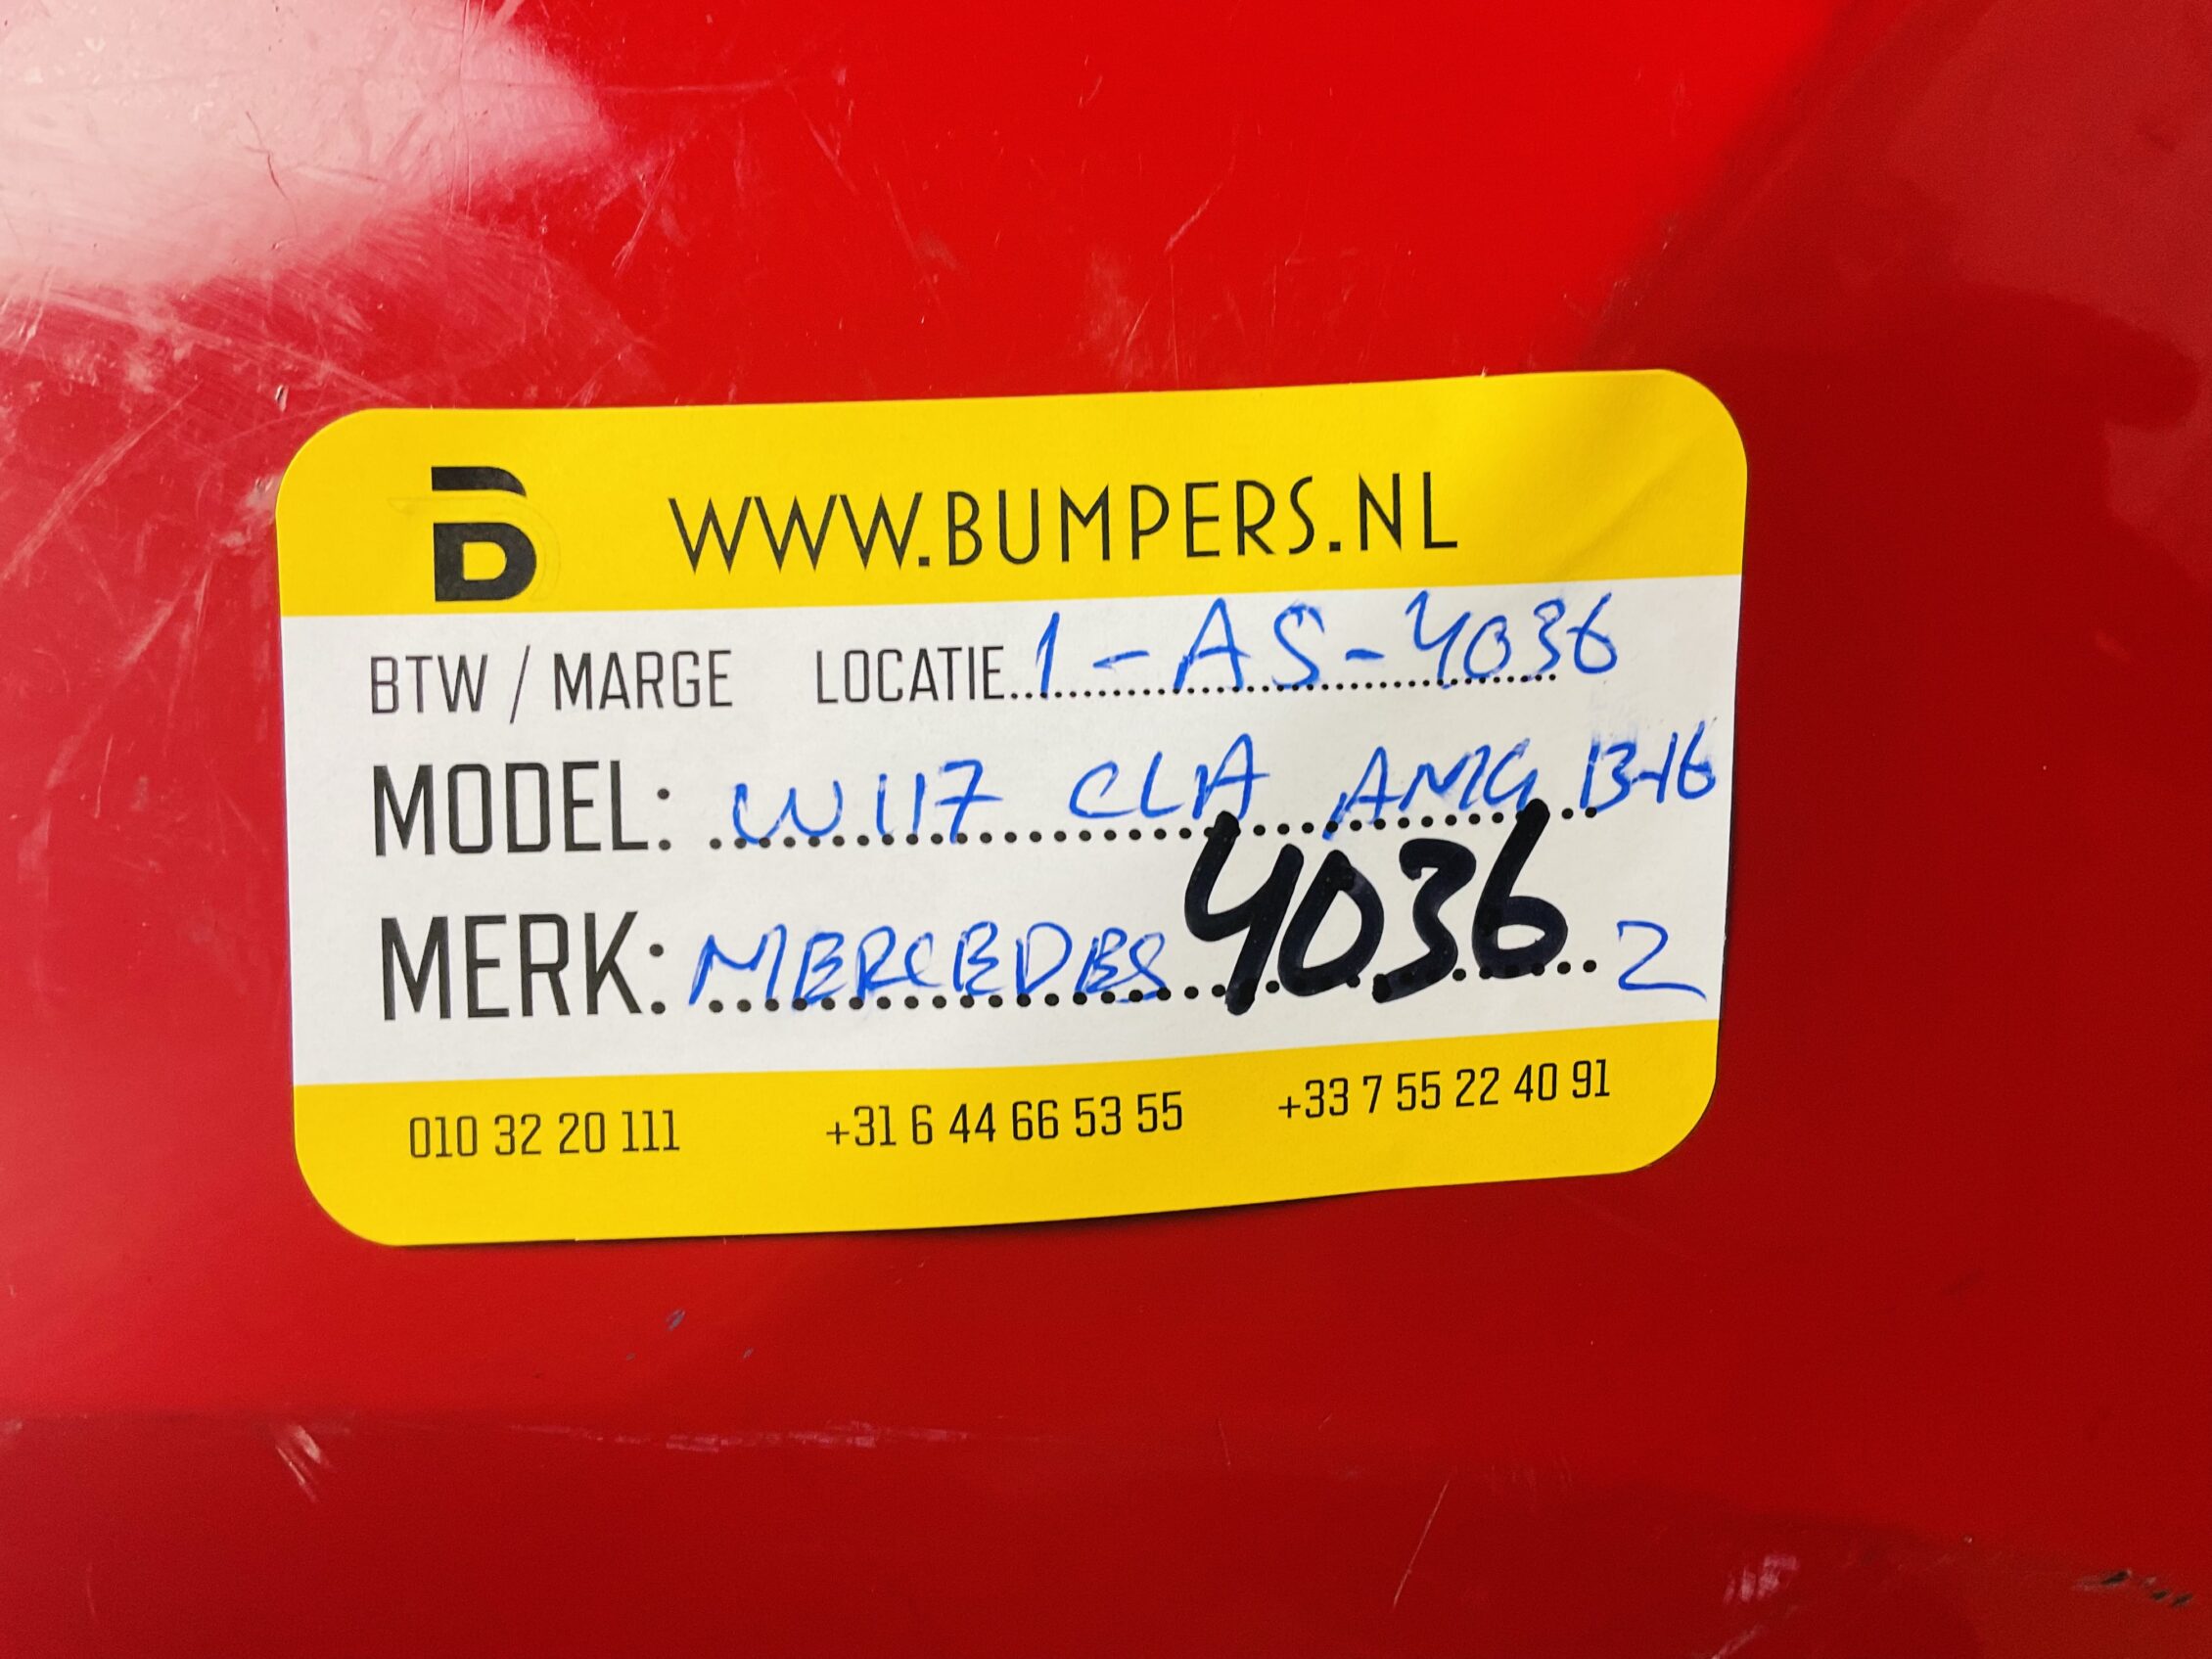 B WWW.BUMPERS.NL
BTW / MARGE LOCATIE 1-AS-4036
MODEL: W117 CLA AMG 13-16
MERK: MERCEDES 4036 2
010 32 20 111 +31 6 44 66 53 55 +33 7 55 22 40 91